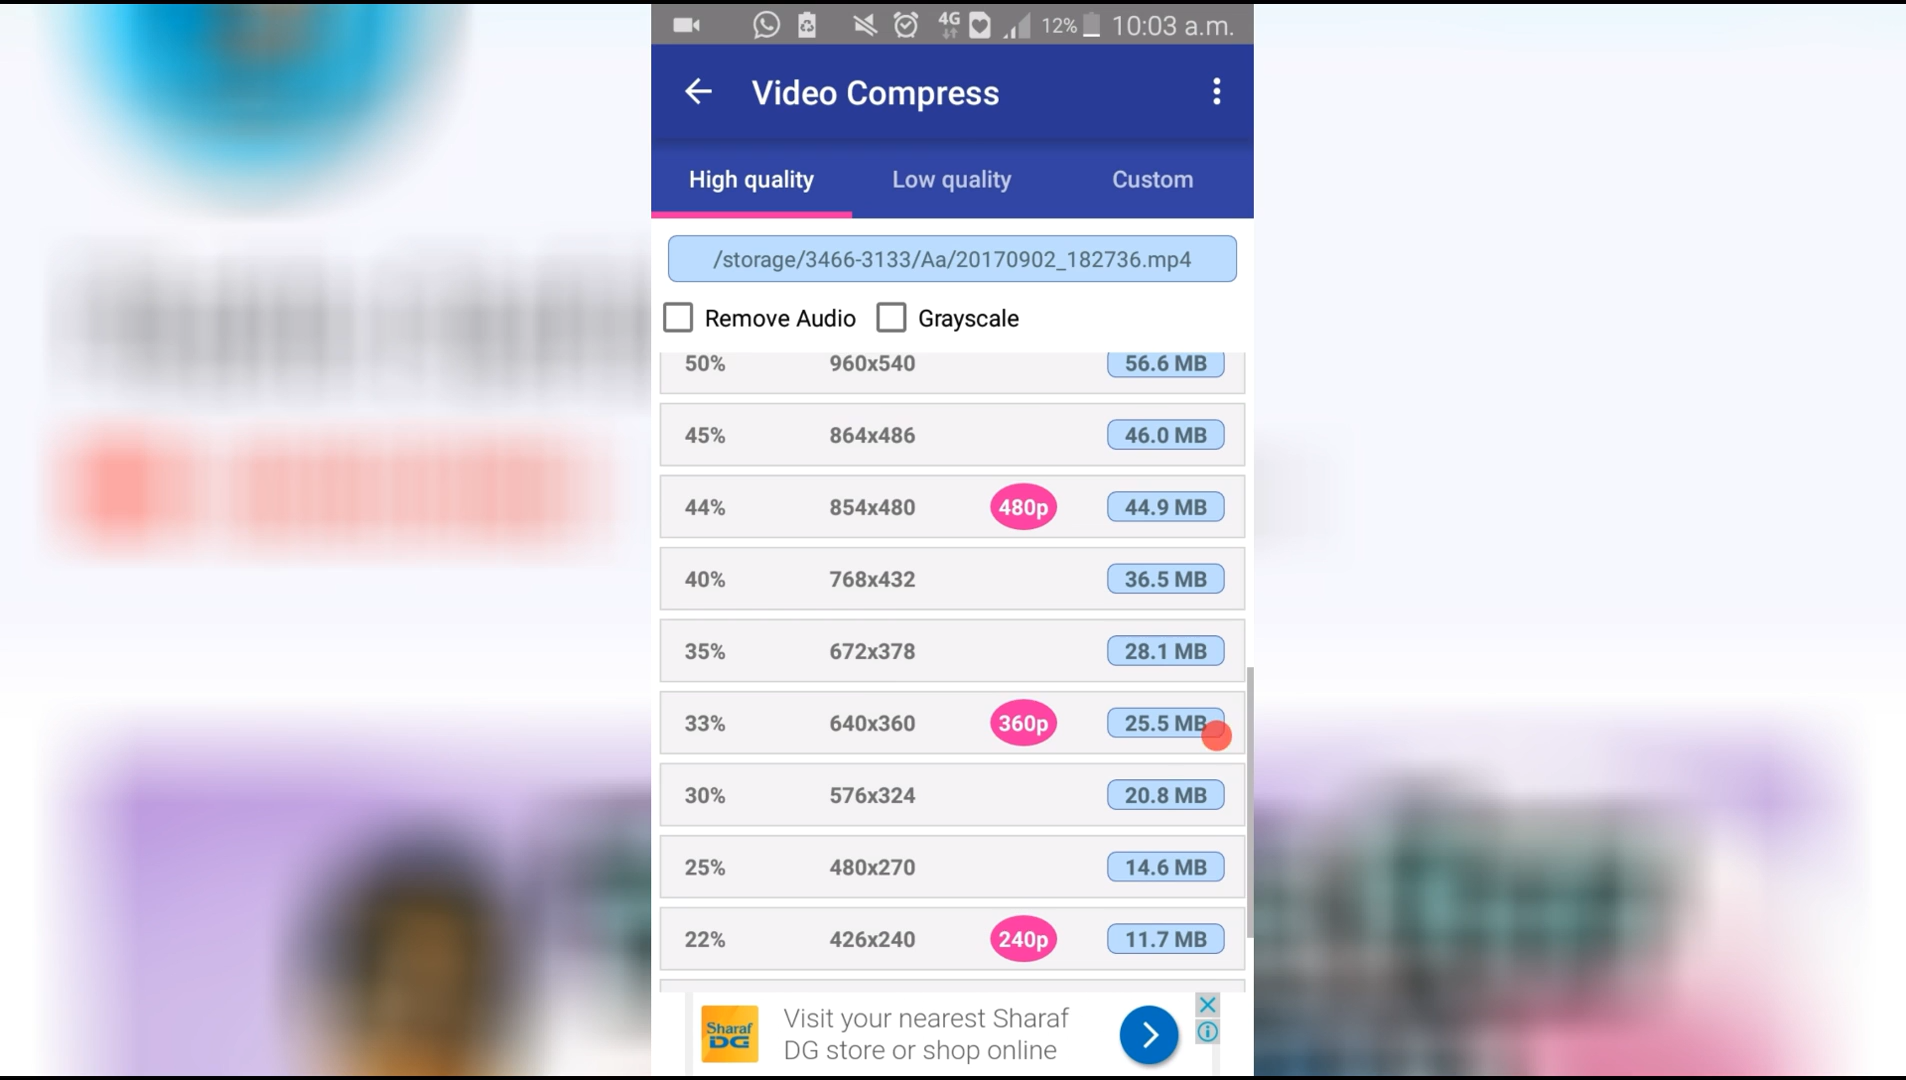 4G 12% 10:03 a.m.
Video Compress
High quality Low quality Custom
/storage/3466-3133/Aa/20170902_182736.mp4
Remove Audio Grayscale
50% 960x540 56.6 MB
45% 864x486 46.0 MB
44% 854x480 480p 44.9 MB
40% 768x432 36.5 MB
35% 672x378 28.1 MB
33% 640x360 360p 25.5 MB
30% 576x324 20.8 MB
25% 480x270 14.6 MB
22% 426x240 240p 11.7 MB
Sharaf DG
Visit your nearest Sharaf
DG store or shop online